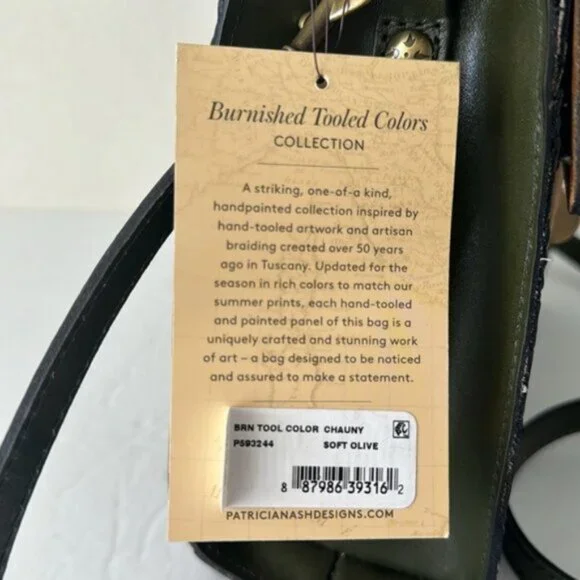 Burnished Tooled Colors
COLLECTION
A striking, one-of-a kind,
handpainted collection inspired by
hand-tooled artwork and artisan
braiding created over 50 years
ago in Tuscany. Updated for the
season in rich colors to match our
summer prints, each hand-tooled
and painted panel of this bag is a
uniquely crafted and stunning work
of art – a bag designed to be noticed
and assured to make a statement.
BRN TOOL COLOR CHAUNY
P593244 SOFT OLIVE
8 87986 39316 2
PATRICIANASHDESIGNS.COM